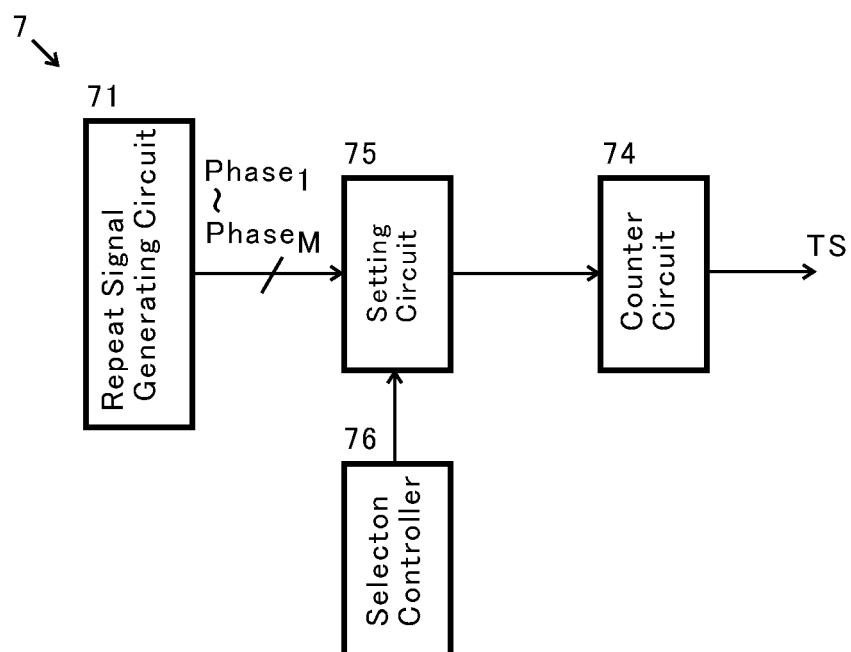 7
71
Repeat Signal
Generating Circuit
Phase1
~
PhaseM
75
Setting
Circuit
74
Counter
Circuit
TS
76
Selecton
Controller